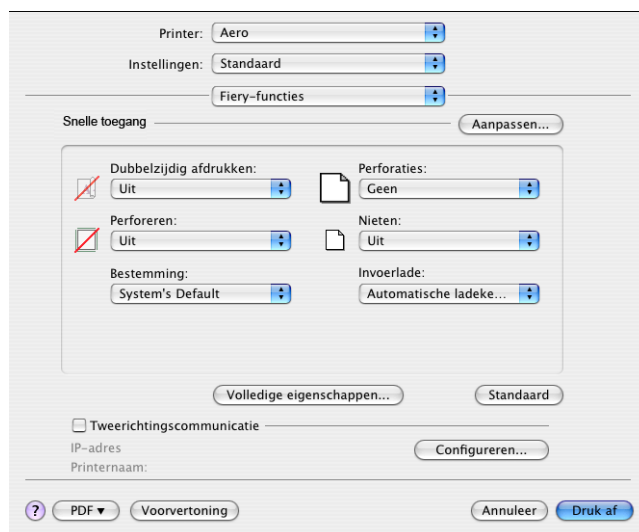 Printer: Aero
Instellingen: Standaard
Fiery-functies
Snelle toegang
Aanpassen...
Dubbelzijdig afdrukken: Perforaties:
Uit Geen
Perforeren: Nieten:
Uit Uit
Bestemming: Invoerlade:
System's Default Automatische ladeke...
Volledige eigenschappen... Standaard
Tweerichtingscommunicatie
IP-adres Configureren...
Printernaam:
? PDF ▼ Voorvertoning Annuleer Druk af